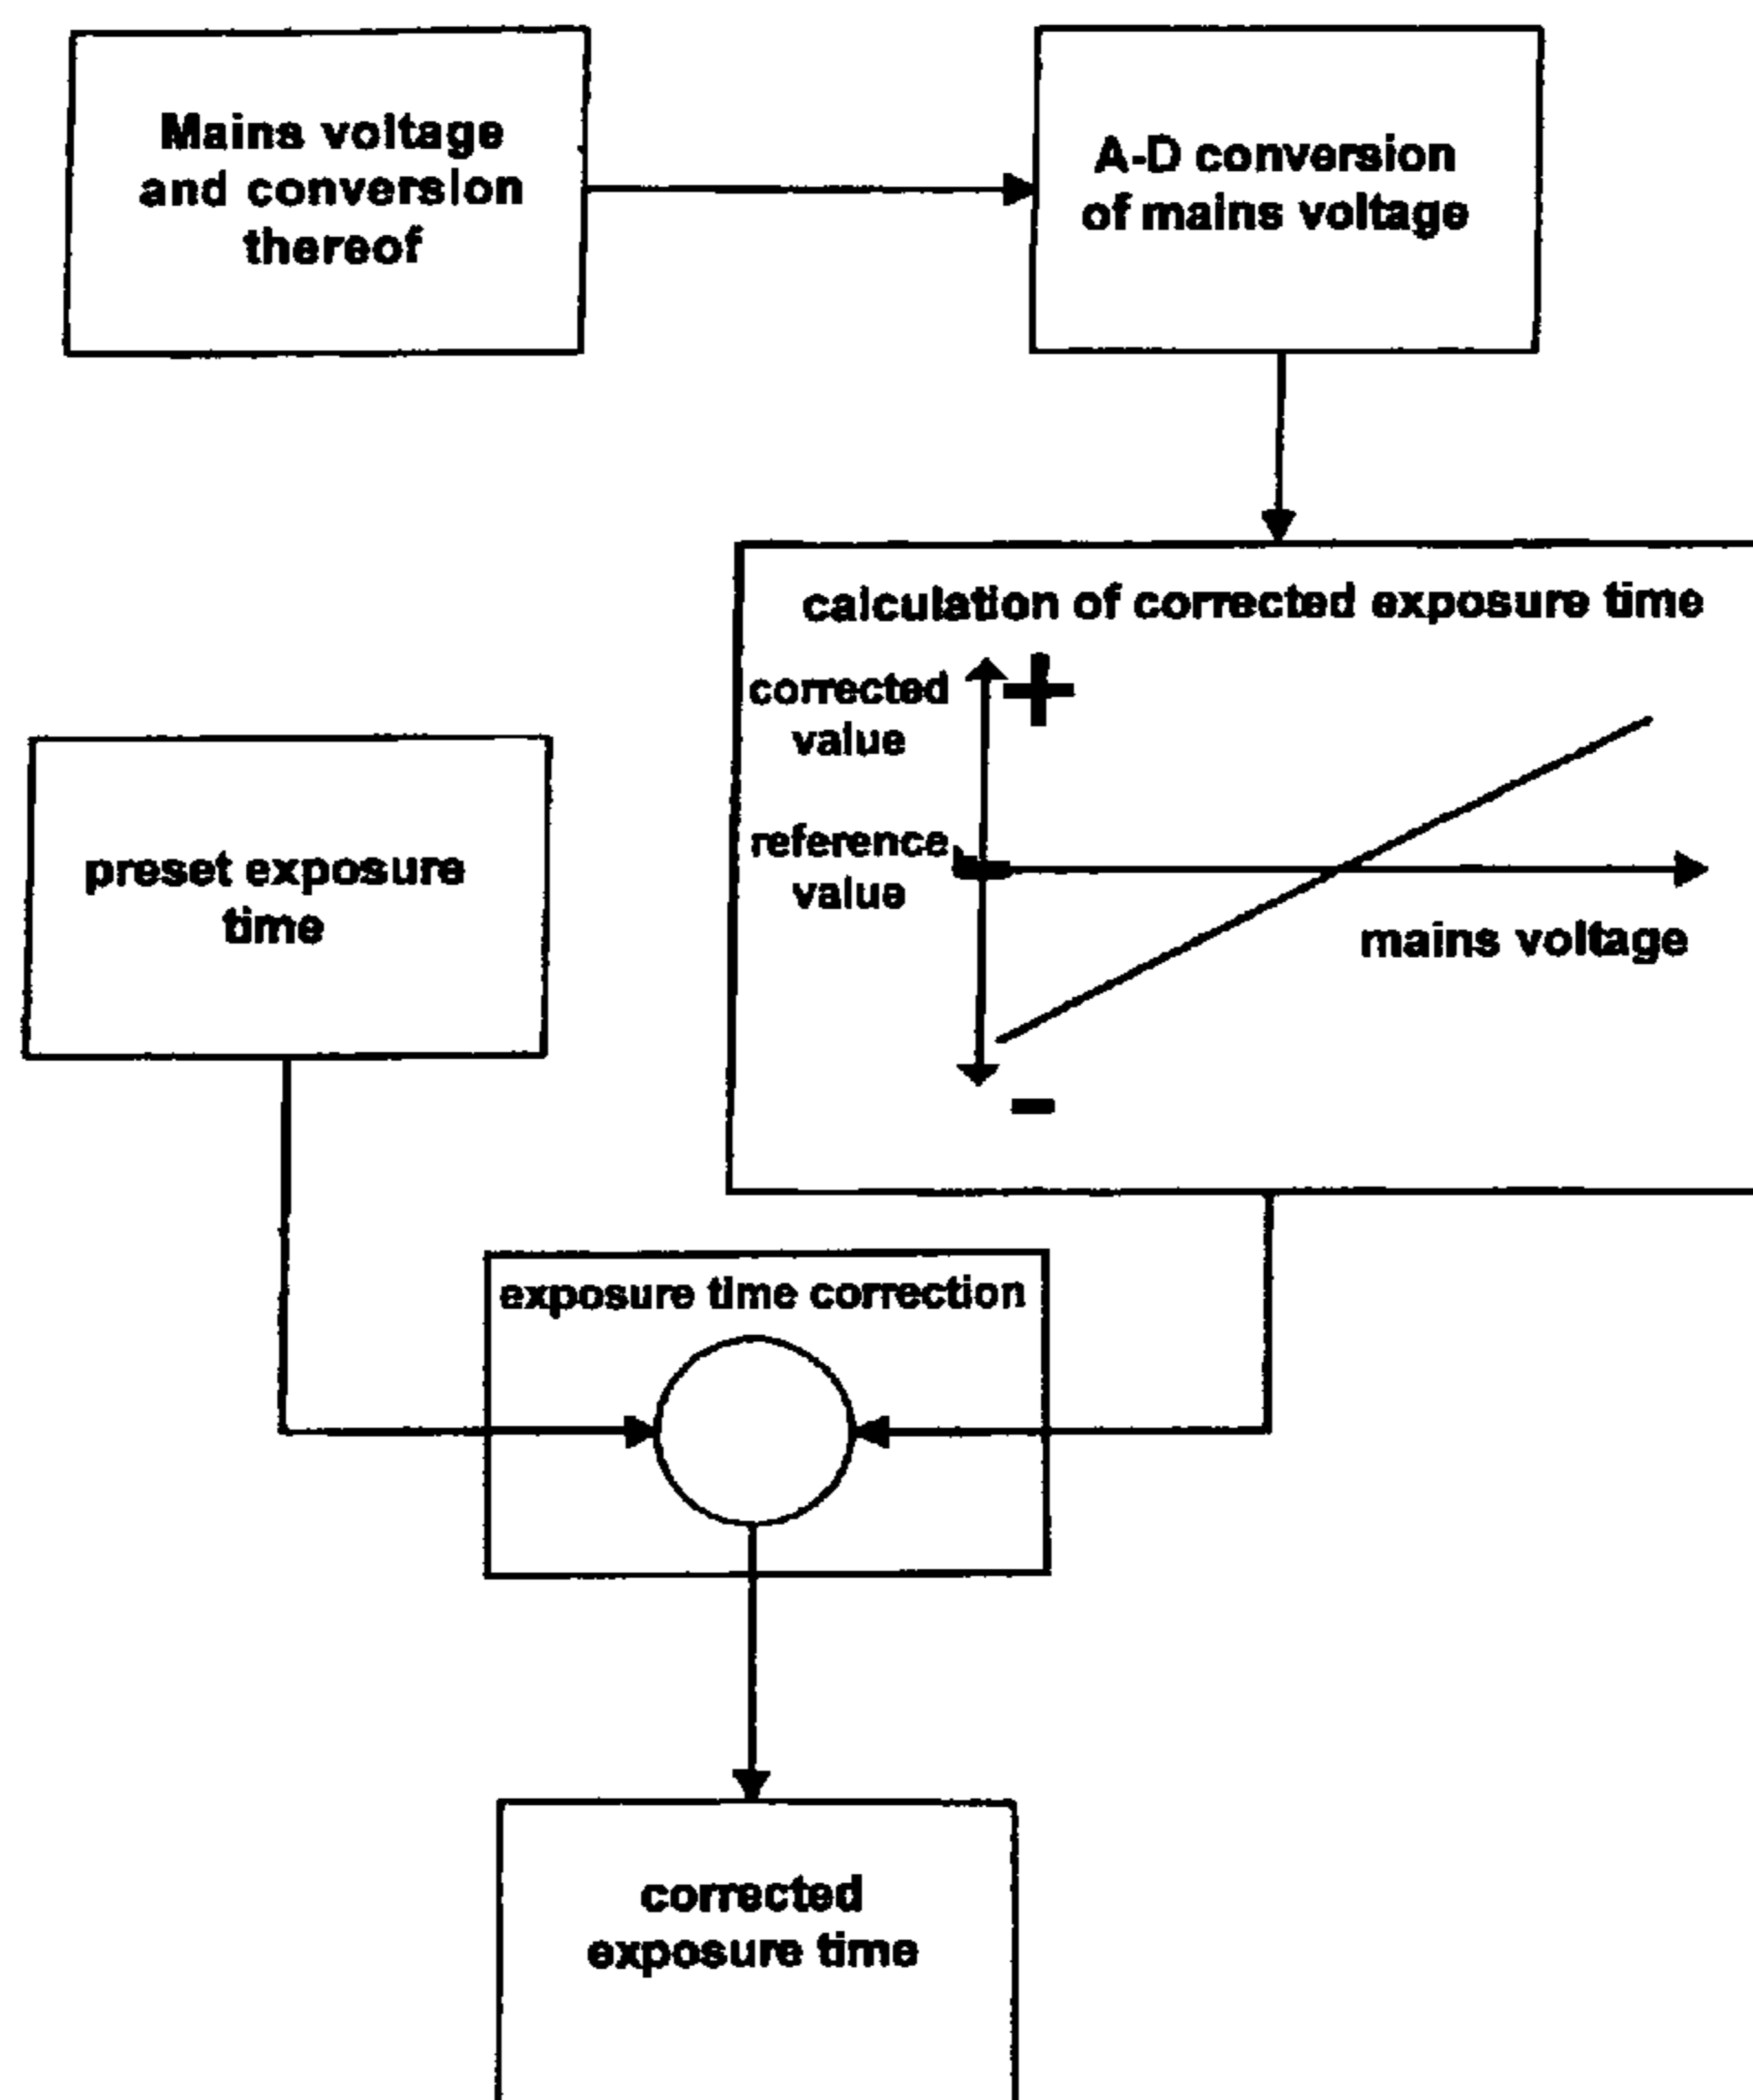 Mains voltage
and conversion
thereof
A-D conversion
of mains voltage
calculation of corrected exposure time
corrected
value
+
reference
value
mains voltage
-
preset exposure
time
exposure time correction
corrected
exposure time